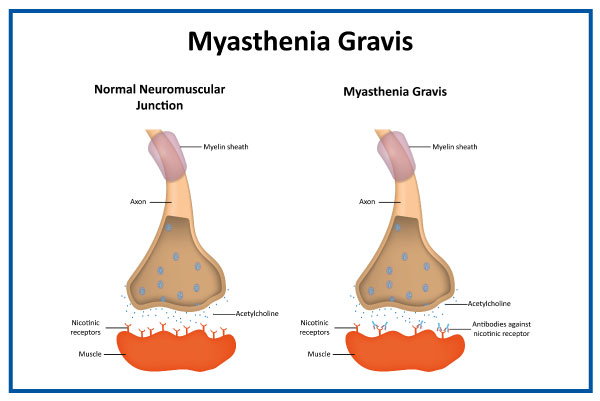 Myasthenia Gravis
Normal Neuromuscular
Junction
Myelin sheath
Axon
Acetylcholine
Nicotinic
receptors
Muscle
Myasthenia Gravis
Myelin sheath
Axon
Acetylcholine
Nicotinic
receptors
Antibodies against
nicotinic receptor
Muscle